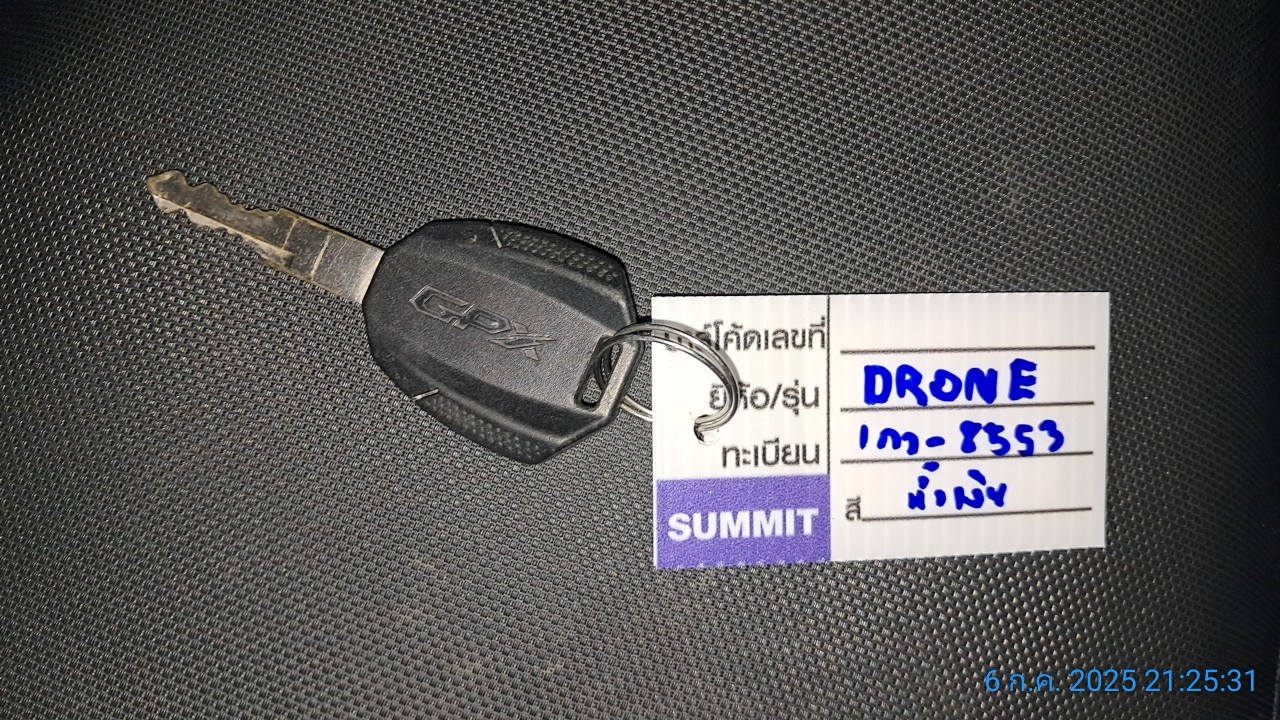 GPX
โค้ดเลขที่
ยี่ห้อ/รุ่น DRONE
ทะเบียน 1กว-8553
SUMMIT
สี น้ำเงิน
6 ก.ค. 2025 21:25:31